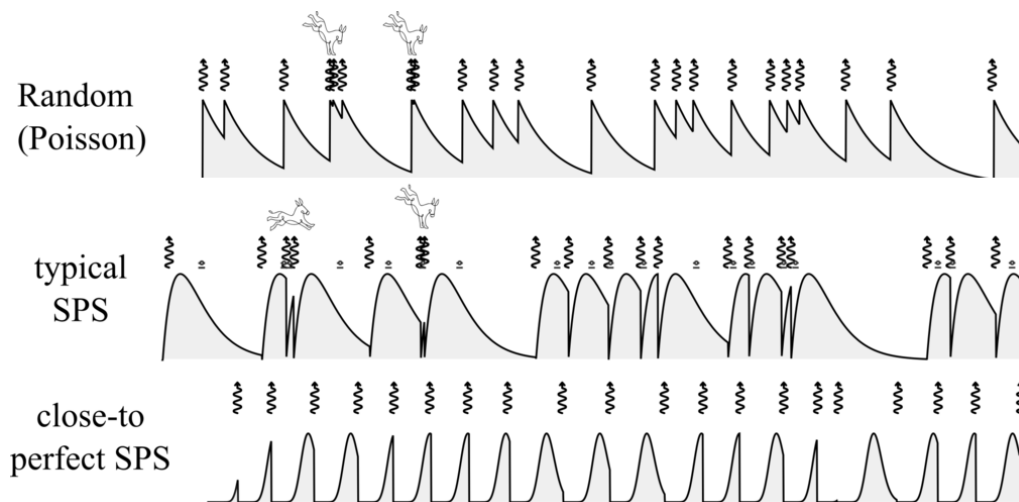 Random
(Poisson)
typical
SPS
close-to
perfect SPS